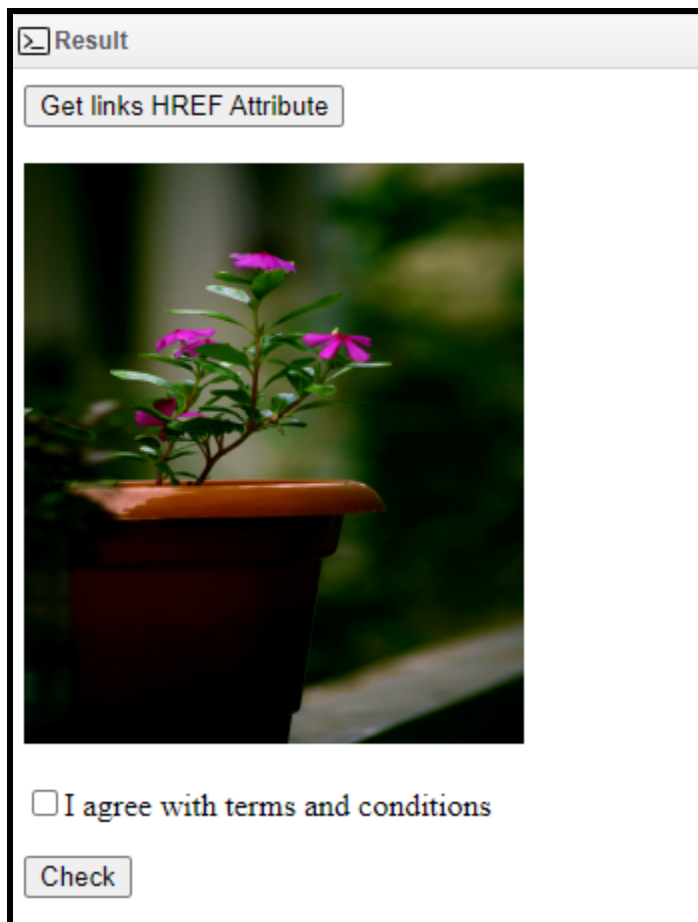 Result
Get links HREF Attribute
I agree with terms and conditions
Check